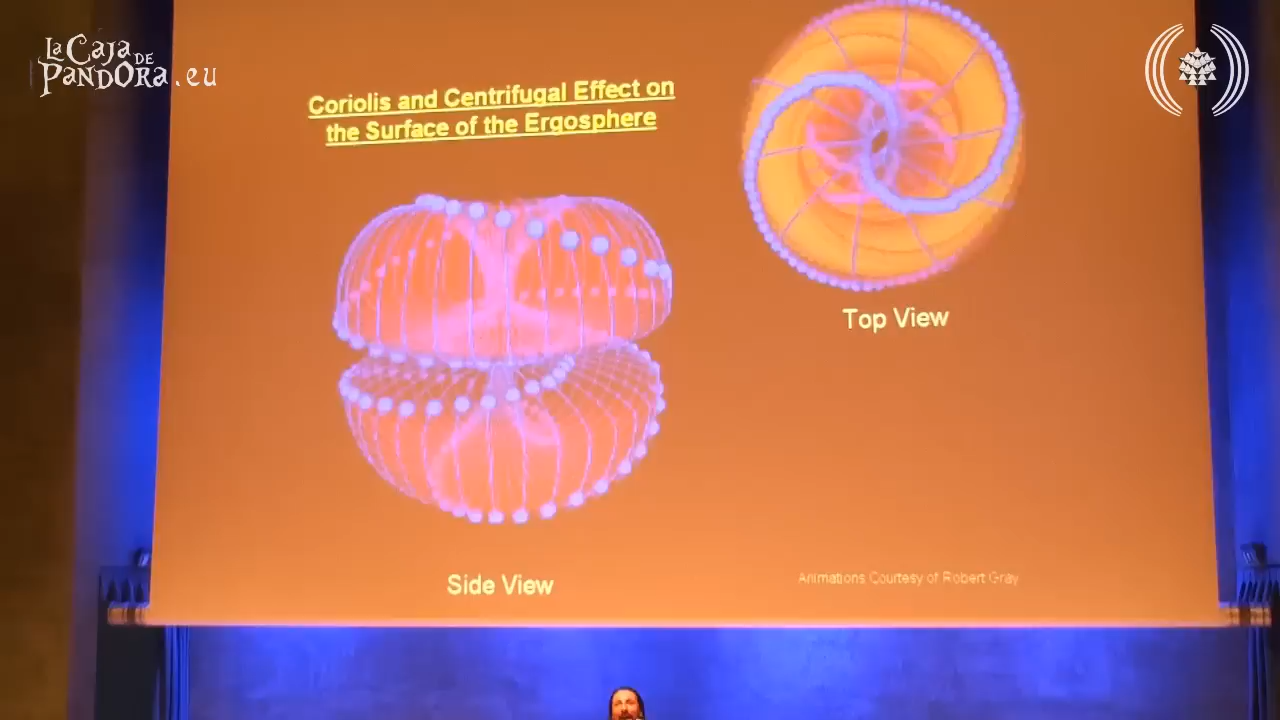 La Caja
de
Pandora.eu
Coriolis and Centrifugal Effect on
the Surface of the Ergosphere
Top View
Side View
Animations Courtesy of Robert Gray